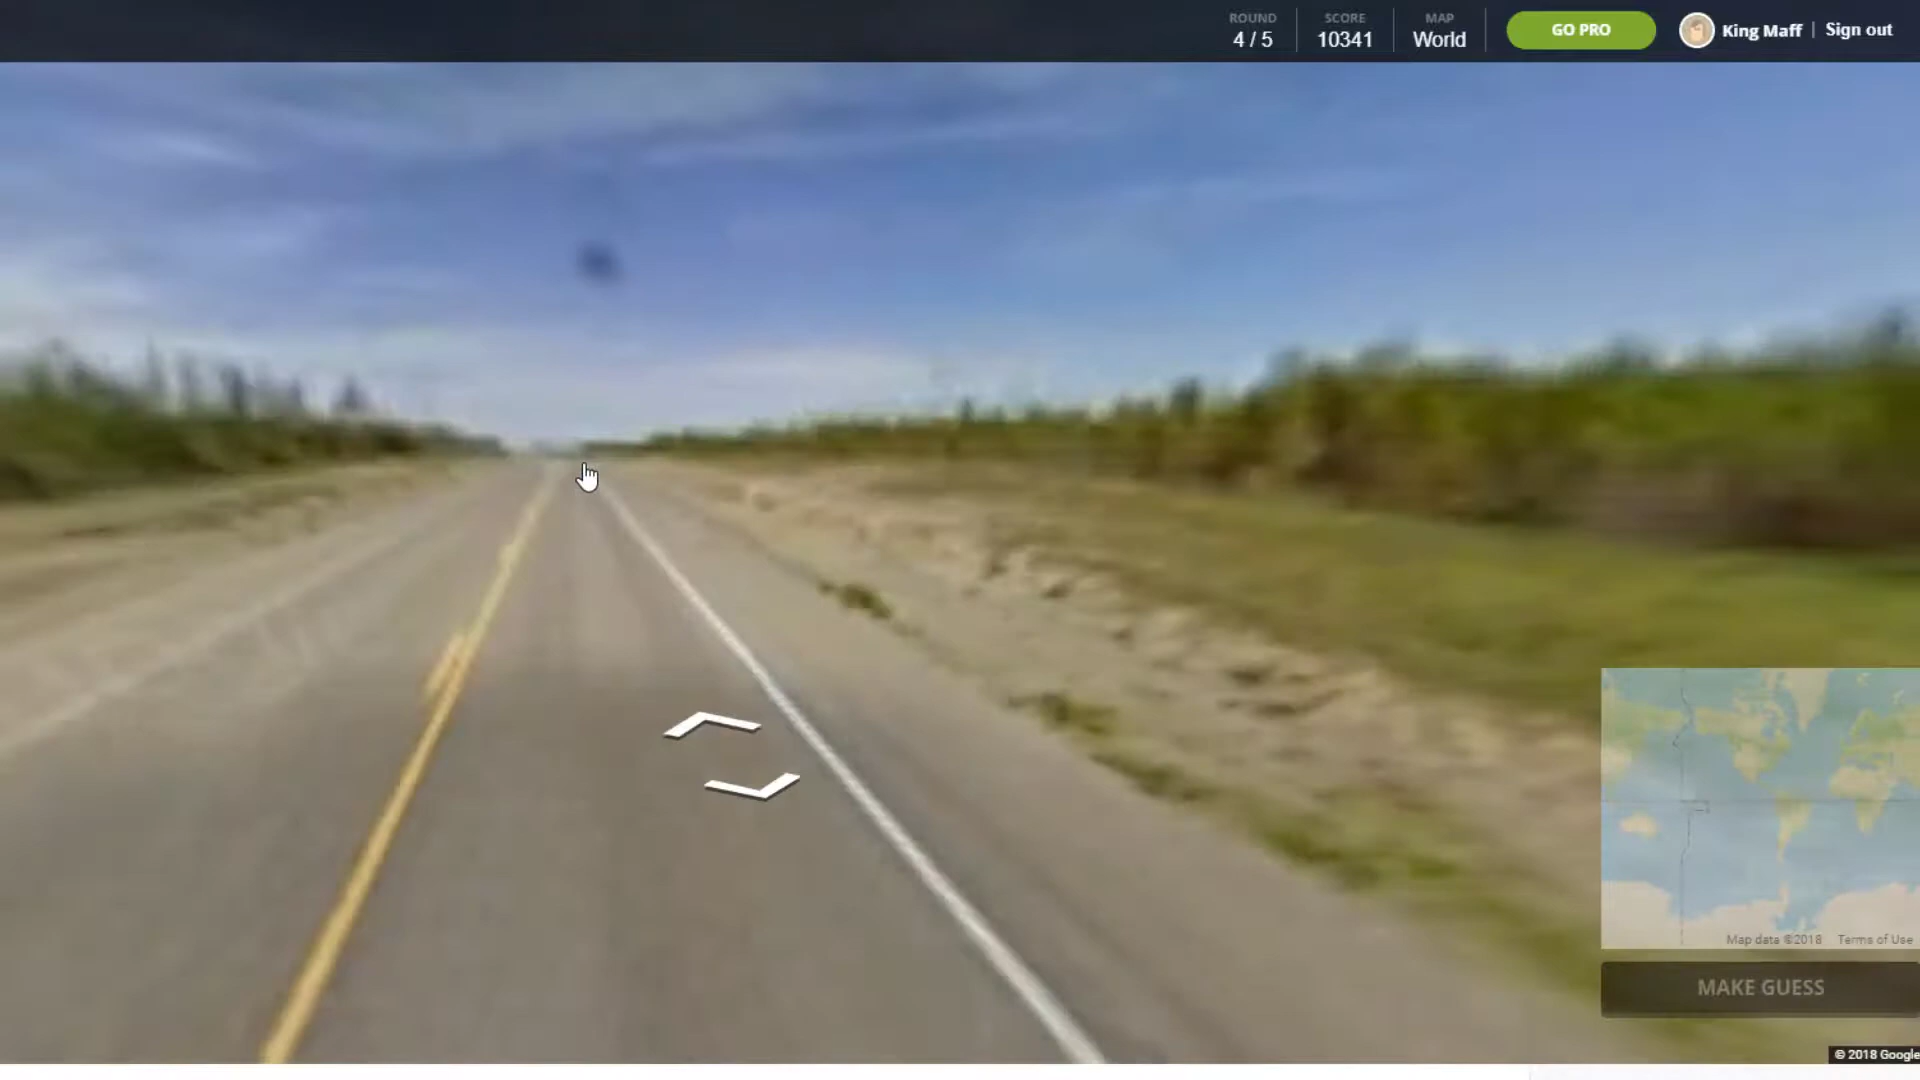 ROUND
4 / 5
SCORE
10341
MAP
World
GO PRO
King Maff
Sign out
Map data ©2018
Terms of Use
MAKE GUESS
© 2018 Google